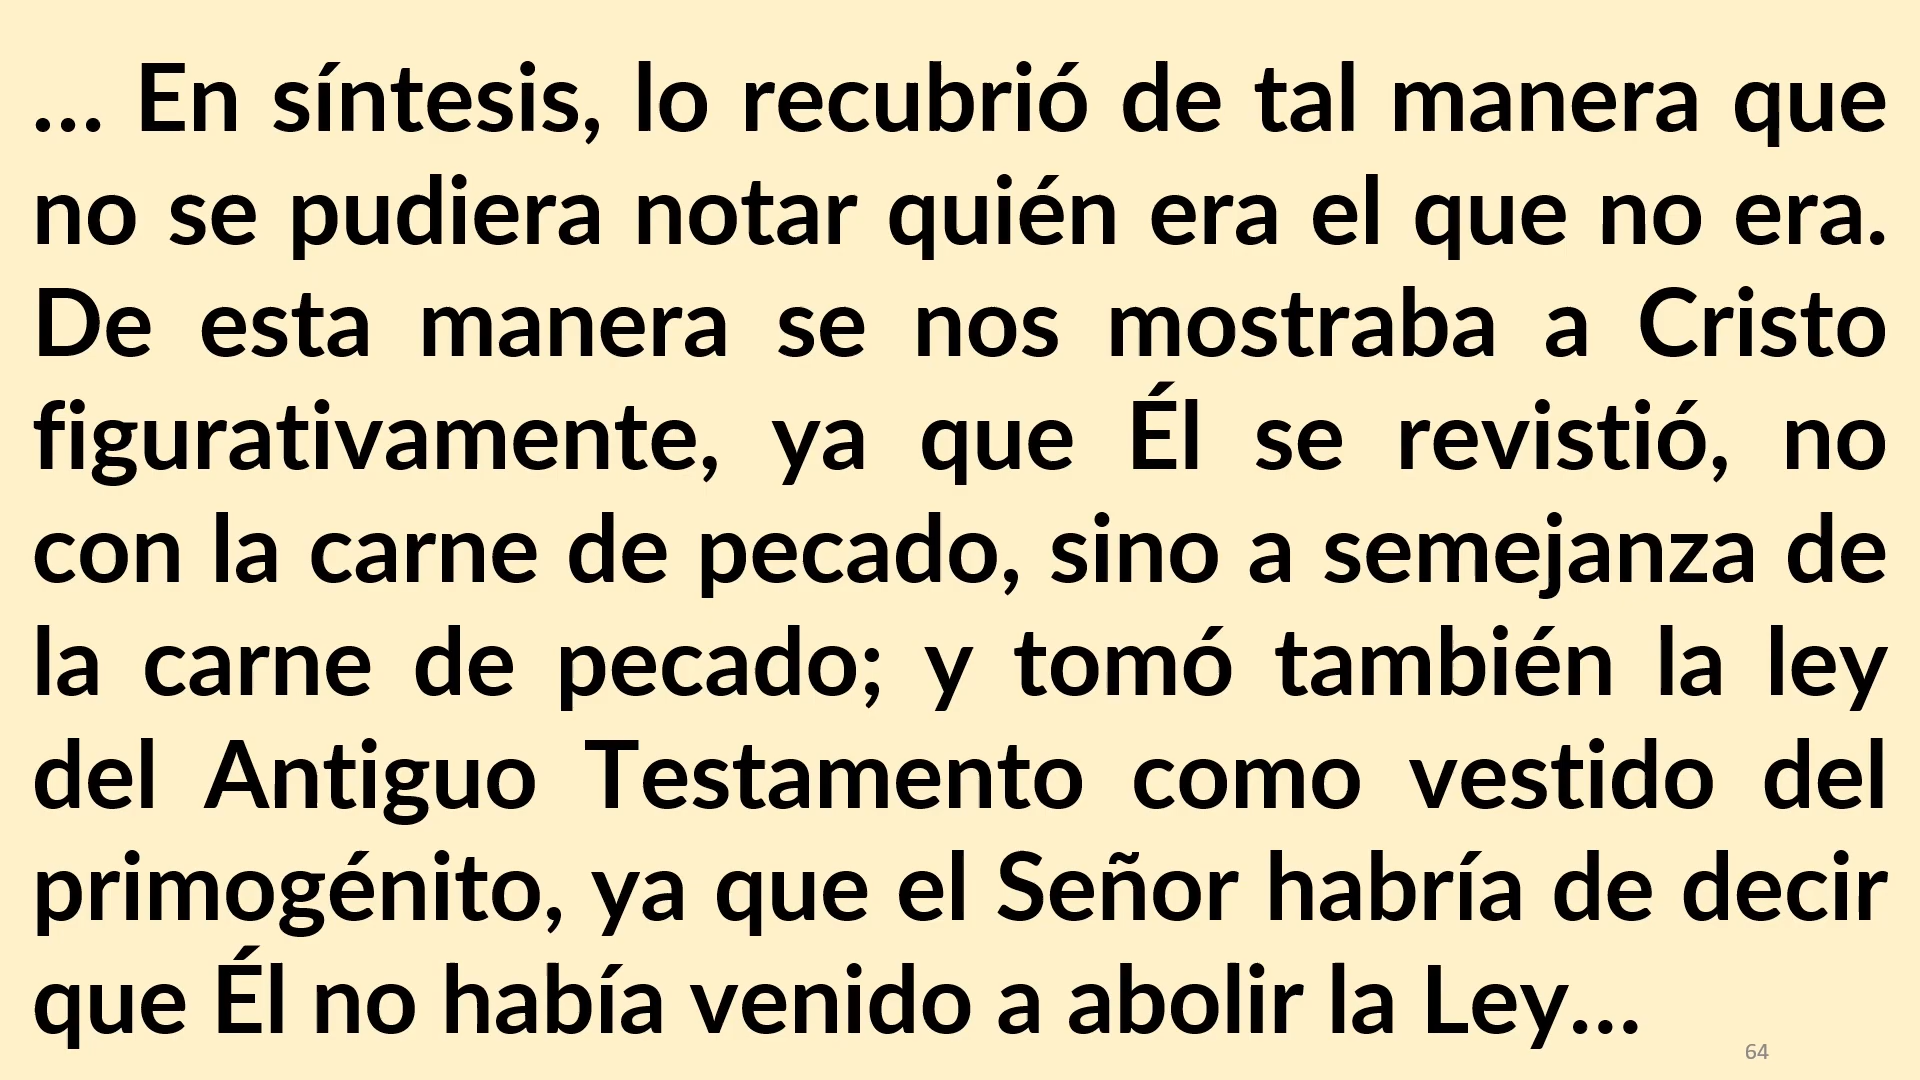 ... En síntesis, lo recubrió de tal manera que
no se pudiera notar quién era el que no era.
De esta manera se nos mostraba a Cristo
figurativamente, ya que Él se revistió, no
con la carne de pecado, sino a semejanza de
la carne de pecado; y tomó también la ley
del Antiguo Testamento como vestido del
primogénito, ya que el Señor habría de decir
que Él no había venido a abolir la Ley...
64